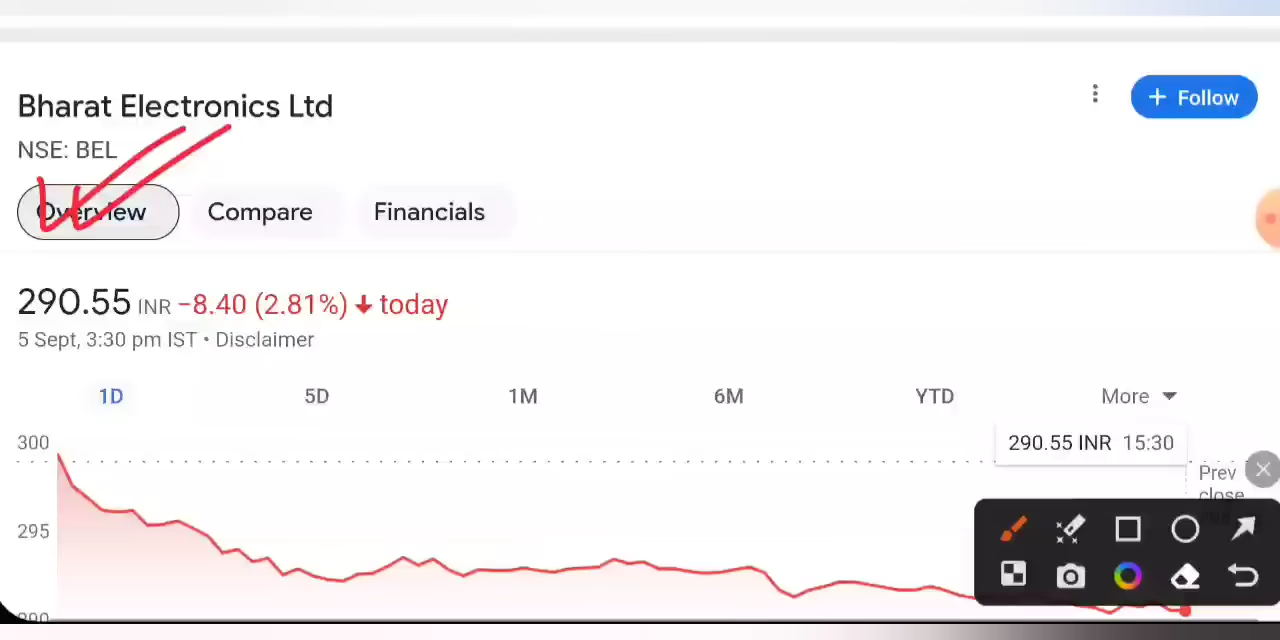 Bharat Electronics Ltd
+ Follow
NSE: BEL
Overview Compare Financials
290.55 INR −8.40 (2.81%) ↓ today
5 Sept, 3:30 pm IST • Disclaimer
1D 5D 1M 6M YTD More
300
290.55 INR 15:30
Prev
close
295
290